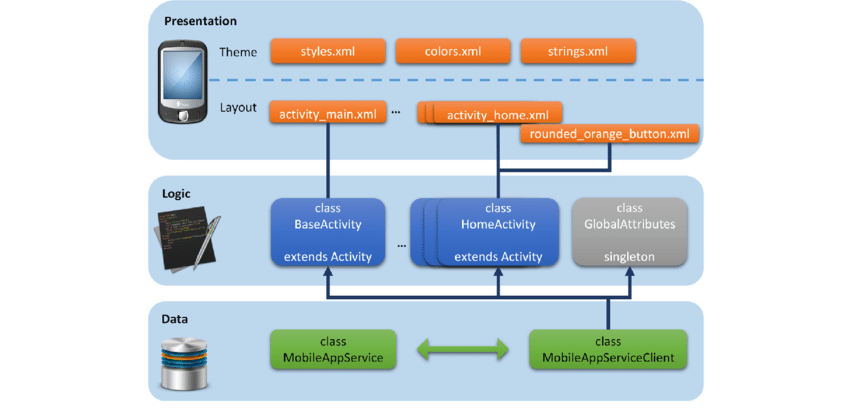 Presentation
Theme
styles.xml
colors.xml
strings.xml
Layout
activity_main.xml
...
activity_home.xml
rounded_orange_button.xml
Logic
class
BaseActivity
extends Activity
...
class
HomeActivity
extends Activity
class
GlobalAttributes
singleton
Data
class
MobileAppService
class
MobileAppServiceClient